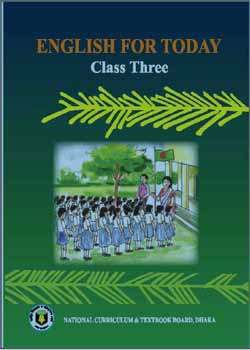 ENGLISH FOR TODAY
Class Three
NATIONAL CURRICULUM & TEXTBOOK BOARD, DHAKA